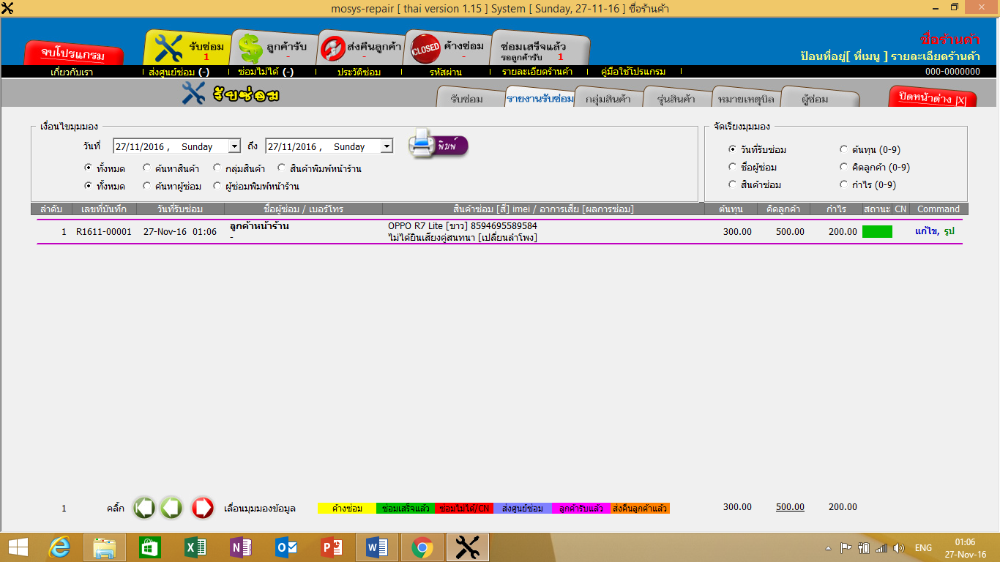 mosys-repair [ thai version 1.15 ] System [ Sunday, 27-11-16 ] ชื่อร้านค้า
จบโปรแกรม
รับซ่อม
1
ลูกค้ารับ
-
ส่งคืนลูกค้า
-
CLOSED
ค้างซ่อม
-
ซ่อมเสร็จแล้ว
รอลูกค้ารับ 1
ชื่อร้านค้า
ป้อนที่อยู่[ ที่เมนู ] รายละเอียดร้านค้า
เกี่ยวกับเรา ส่งศูนย์ซ่อม (-) ซ่อมไม่ได้ (-) ประวัติซ่อม รหัสผ่าน รายละเอียดร้านค้า คู่มือใช้โปรแกรม 000-0000000
รับซ่อม
รับซ่อม รายงานรับซ่อม กลุ่มสินค้า รุ่นสินค้า หมายเหตุบิล ผู้ซ่อม ปิดหน้าต่าง |X|
เงื่อนไขมุมมอง
วันที่ 27/11/2016 , Sunday ถึง 27/11/2016 , Sunday พิมพ์
ทั้งหมด ค้นหาสินค้า กลุ่มสินค้า สินค้าพิมพ์หน้าร้าน
ทั้งหมด ค้นหาผู้ซ่อม ผู้ซ่อมพิมพ์หน้าร้าน
จัดเรียงมุมมอง
วันที่รับซ่อม ต้นทุน (0-9)
ชื่อผู้ซ่อม คิดลูกค้า (0-9)
สินค้าซ่อม กำไร (0-9)
ลำดับ เลขที่บันทึก วันที่รับซ่อม ชื่อผู้ซ่อม / เบอร์โทร สินค้าซ่อม [สี] imei / อาการเสีย [ผลการซ่อม] ต้นทุน คิดลูกค้า กำไร สถานะ CN Command
1 R1611-00001 27-Nov-16 01:06 ลูกค้าหน้าร้าน OPPO R7 Lite [ขาว] 8594695589584 300.00 500.00 200.00 แก้ไข, รูป
- ไม่ได้ยินเสียงคู่สนทนา [เปลี่ยนลำโพง]
1 คลิ๊ก เลื่อนมุมมองข้อมูล ค้างซ่อม ซ่อมเสร็จแล้ว ซ่อมไม่ได้/CN ส่งศูนย์ซ่อม ลูกค้ารับแล้ว ส่งคืนลูกค้าแล้ว 300.00 500.00 200.00
ENG
01:06
27-Nov-16